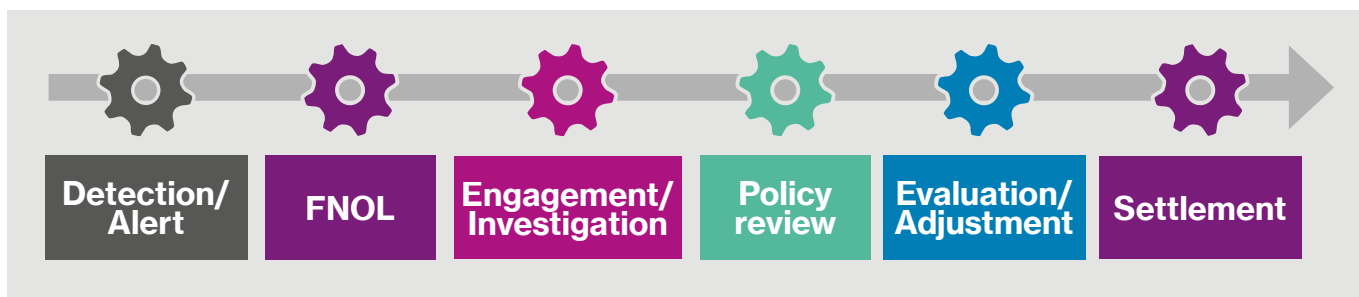 Detection/
Alert
FNOL
Engagement/
Investigation
Policy
review
Evaluation/
Adjustment
Settlement